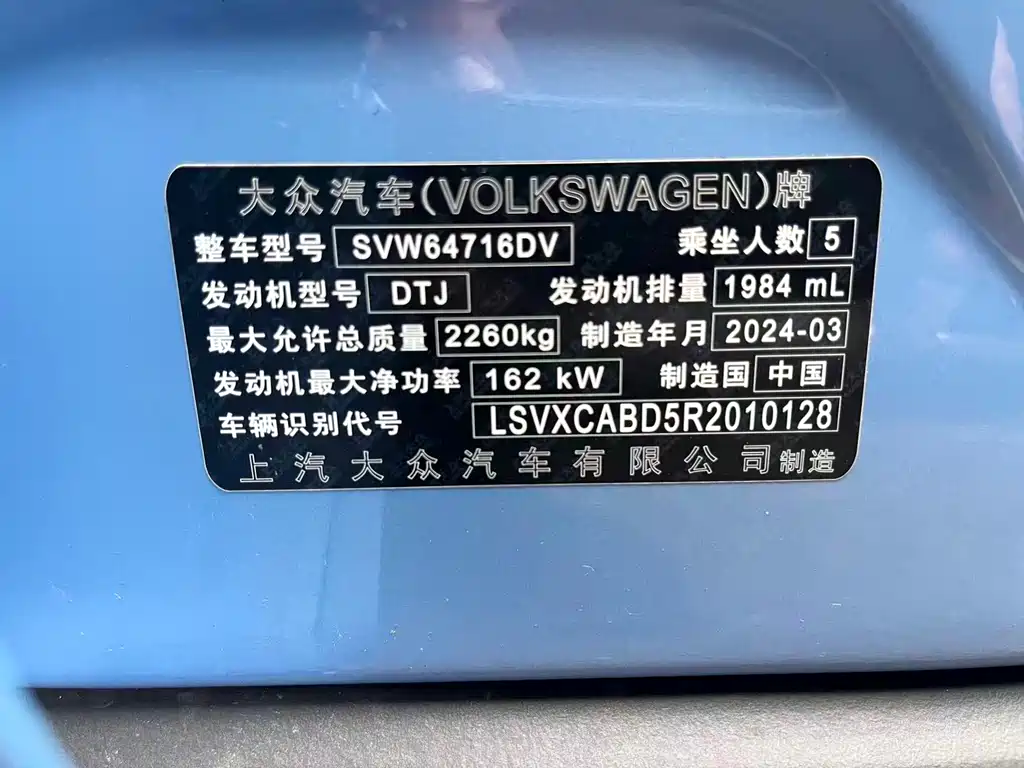 大众汽车(VOLKSWAGEN)牌
整车型号 SVW64716DV 乘坐人数 5
发动机型号 DTJ 发动机排量 1984 mL
最大允许总质量 2260kg 制造年月 2024-03
发动机最大净功率 162 kW 制造国 中国
车辆识别代号 LSVXCABD5R2010128
上汽大众汽车有限公司制造